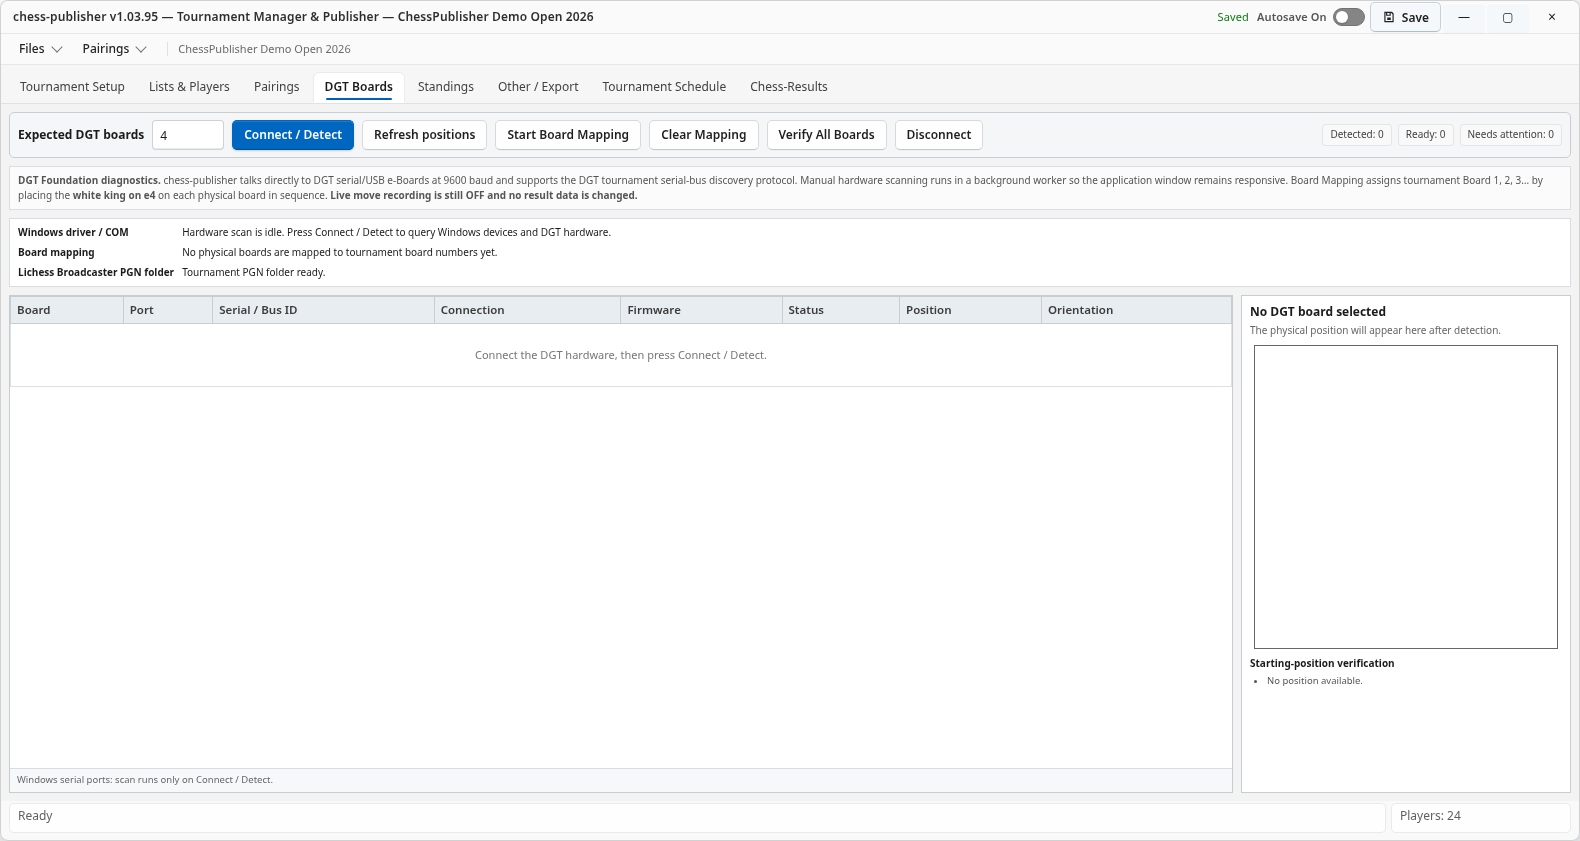 chess-publisher v1.03.95 — Tournament Manager & Publisher — ChessPublisher Demo Open 2026
Saved Autosave On Save
Files Pairings ChessPublisher Demo Open 2026
Tournament Setup Lists & Players Pairings DGT Boards Standings Other / Export Tournament Schedule Chess-Results
Expected DGT boards 4 Connect / Detect Refresh positions Start Board Mapping Clear Mapping Verify All Boards Disconnect Detected: 0 Ready: 0 Needs attention: 0
DGT Foundation diagnostics. chess-publisher talks directly to DGT serial/USB e-Boards at 9600 baud and supports the DGT tournament serial-bus discovery protocol. Manual hardware scanning runs in a background worker so the application window remains responsive. Board Mapping assigns tournament Board 1, 2, 3... by
placing the white king on e4 on each physical board in sequence. Live move recording is still OFF and no result data is changed.
Windows driver / COM Hardware scan is idle. Press Connect / Detect to query Windows devices and DGT hardware.
Board mapping No physical boards are mapped to tournament board numbers yet.
Lichess Broadcaster PGN folder Tournament PGN folder ready.
Board Port Serial / Bus ID Connection Firmware Status Position Orientation
Connect the DGT hardware, then press Connect / Detect.
Windows serial ports: scan runs only on Connect / Detect.
No DGT board selected
The physical position will appear here after detection.
Starting-position verification
• No position available.
Ready
Players: 24